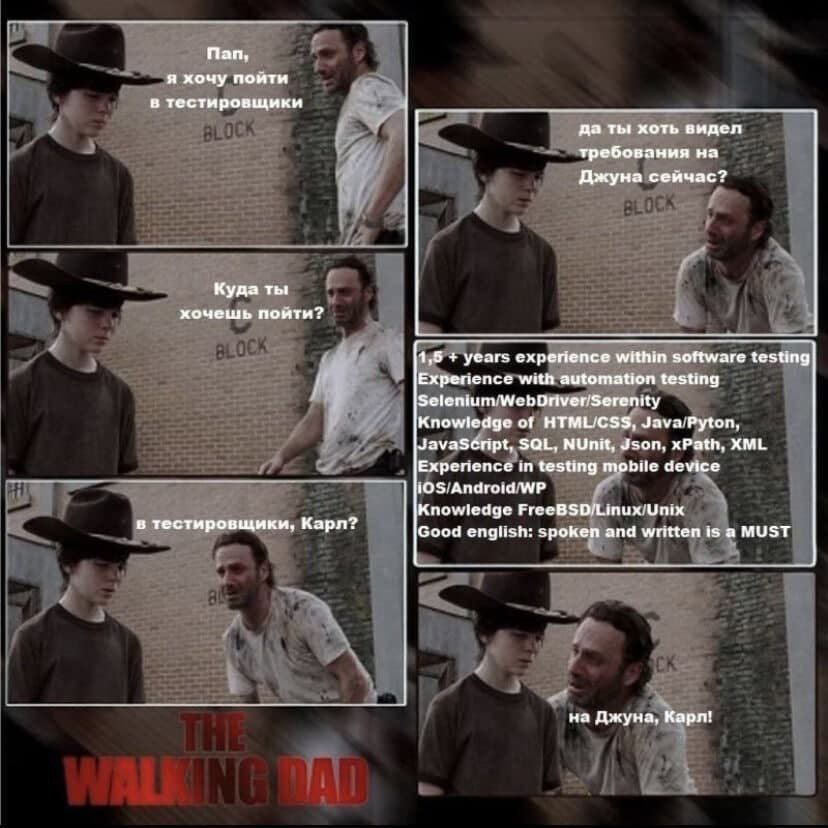 Пап,
я хочу пойти
в тестировщики
C
BLOCK
Куда ты
хочешь пойти?
C
BLOCK
в тестировщики, Карл?
BL
THE
WALKING DAD
да ты хоть видел
требования на
Джуна сейчас?
C
BLOCK
1,5 + years experience within software testing
Experience with automation testing
Selenium/WebDriver/Serenity
Knowledge of HTML/CSS, Java/Pyton,
JavaScript, SQL, NUnit, Json, xPath, XML
Experience in testing mobile device
iOS/Android/WP
Knowledge FreeBSD/Linux/Unix
Good english: spoken and written is a MUST
CK
на Джуна, Карл!